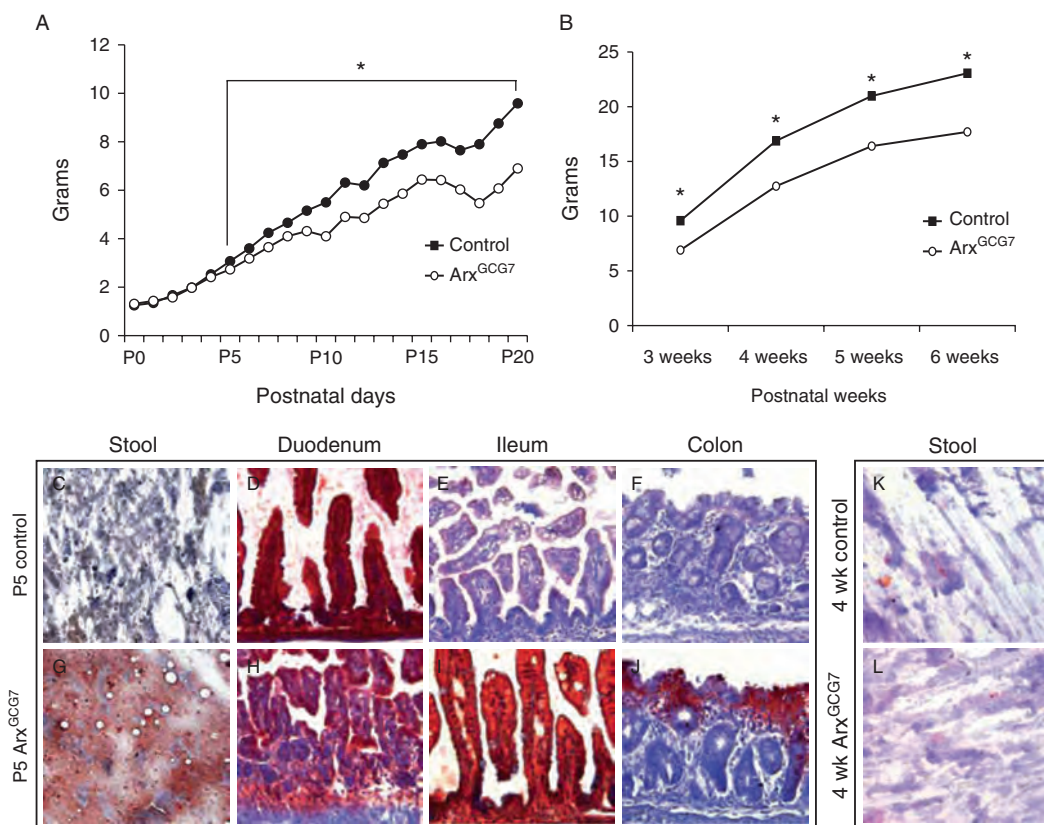 A
12
10
8
6
4
2
0
Grams
*
Control
Arx^GCG7
P0 P5 P10 P15 P20
Postnatal days
B
25
20
15
10
5
0
Grams
* * * *
Control
Arx^GCG7
3 weeks 4 weeks 5 weeks 6 weeks
Postnatal weeks
Stool Duodenum Ileum Colon Stool
P5 control
C D E F
4 wk control
K
P5 Arx^GCG7
G H I J
4 wk Arx^GCG7
L